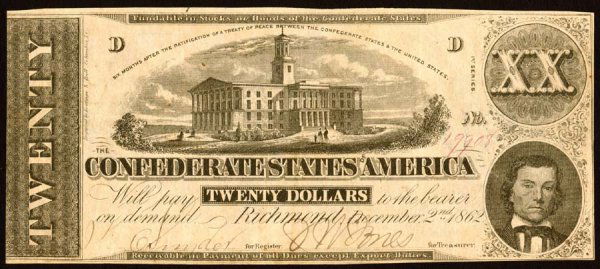 Fundable in Stocks or Bonds of the Confederate States.
TWENTY
D
D
SIX MONTHS AFTER THE RATIFICATION OF A TREATY OF PEACE BETWEEN THE CONFEDERATE STATES & THE UNITED STATES.
1st SERIES
XX
No.
THE
CONFEDERATE STATES OF AMERICA
Will pay TWENTY DOLLARS to the bearer
on demand Richmond December 2nd 1862
for Register
for Treasurer.
Receivable in Payment of all Dues except Export Duties.